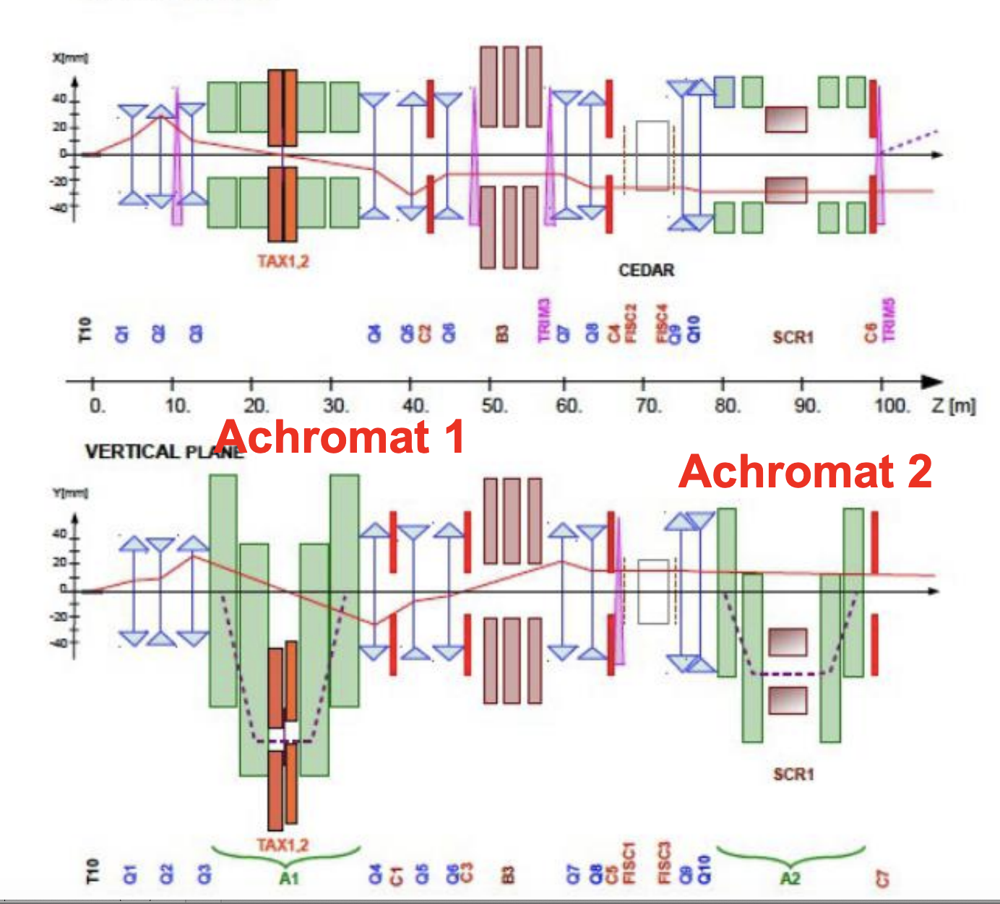 X[mm]
40
20
0
-20
-40
TAX1,2
CEDAR
T10 Q1 Q2 Q3 Q4 Q5 C2 Q6 B3 TRIM3 Q7 Q8 C4 FISC2 FISC4 Q9 Q10 SCR1 C6 TRIM5
0. 10. 20. 30. 40. 50. 60. 70. 80. 90. 100. Z [m]
Achromat 1
VERTICAL PLANE
Achromat 2
Y[mm]
40
20
0
-20
-40
SCR1
TAX1,2
T10 Q1 Q2 Q3 A1 Q4 C1 Q5 Q6 C3 B3 Q7 Q8 C5 FISC1 FISC3 Q9 Q10 A2 C7